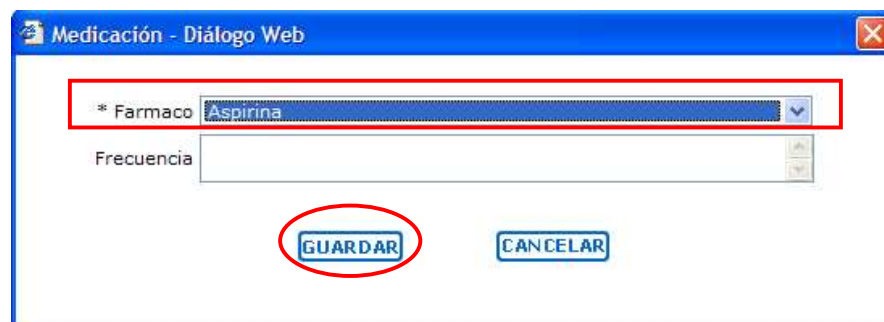 Medicación - Diálogo Web
* Farmaco Aspirina
Frecuencia
GUARDAR CANCELAR